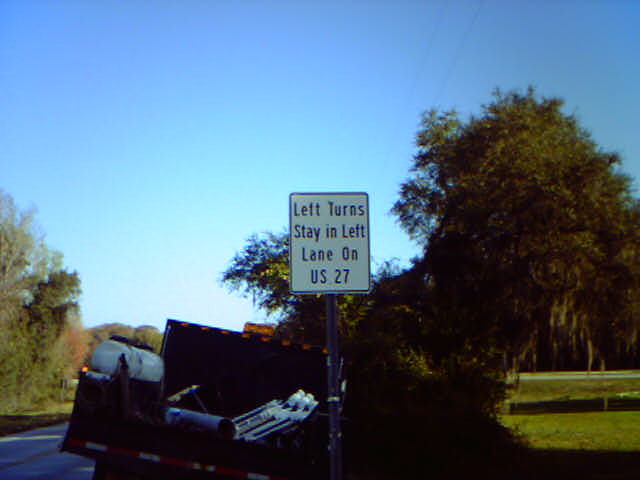 Left Turns
Stay in Left
Lane On
US 27